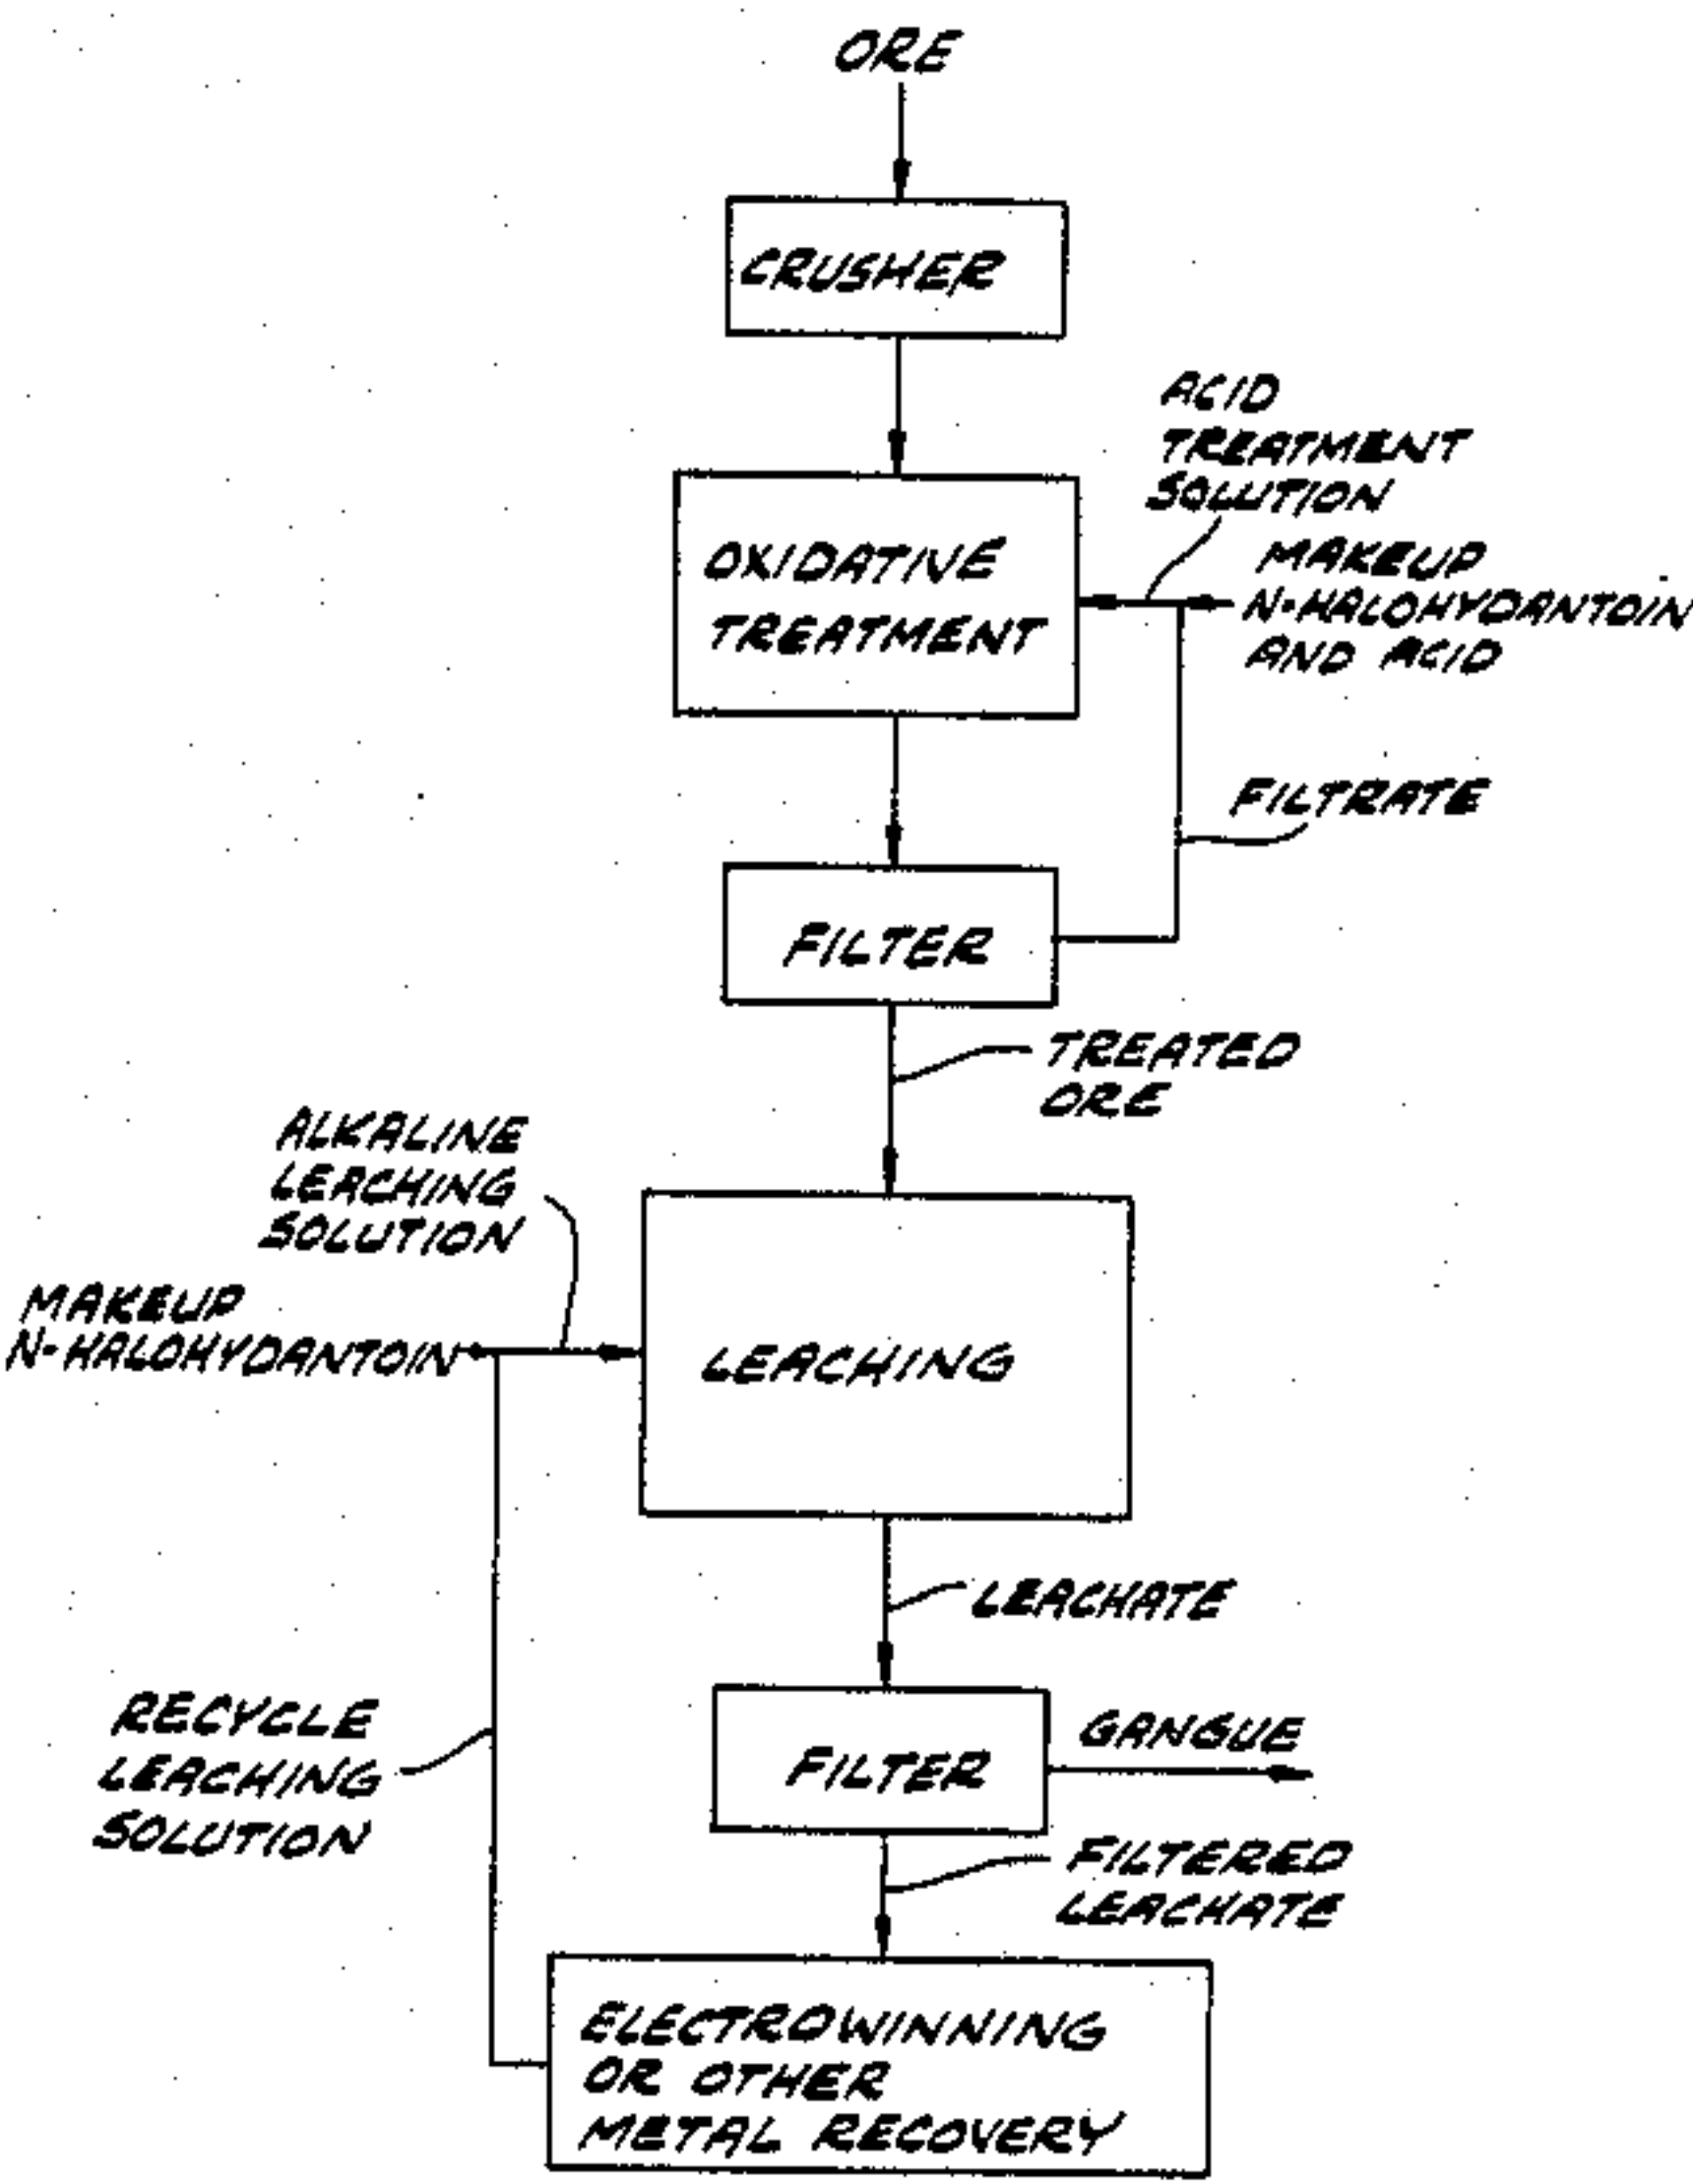 ORE
CRUSHER
ACID
TREATMENT
SOLUTION
OXIDATIVE
TREATMENT
MAKEUP
N-HALOHYDANTOIN
AND ACID
FILTRATE
FILTER
TREATED
ORE
ALKALINE
LEACHING
SOLUTION
MAKEUP
N-HALOHYDANTOIN
LEACHING
LEACHATE
RECYCLE
LEACHING
SOLUTION
FILTER
GANGUE
FILTERED
LEACHATE
ELECTROWINNING
OR OTHER
METAL RECOVERY